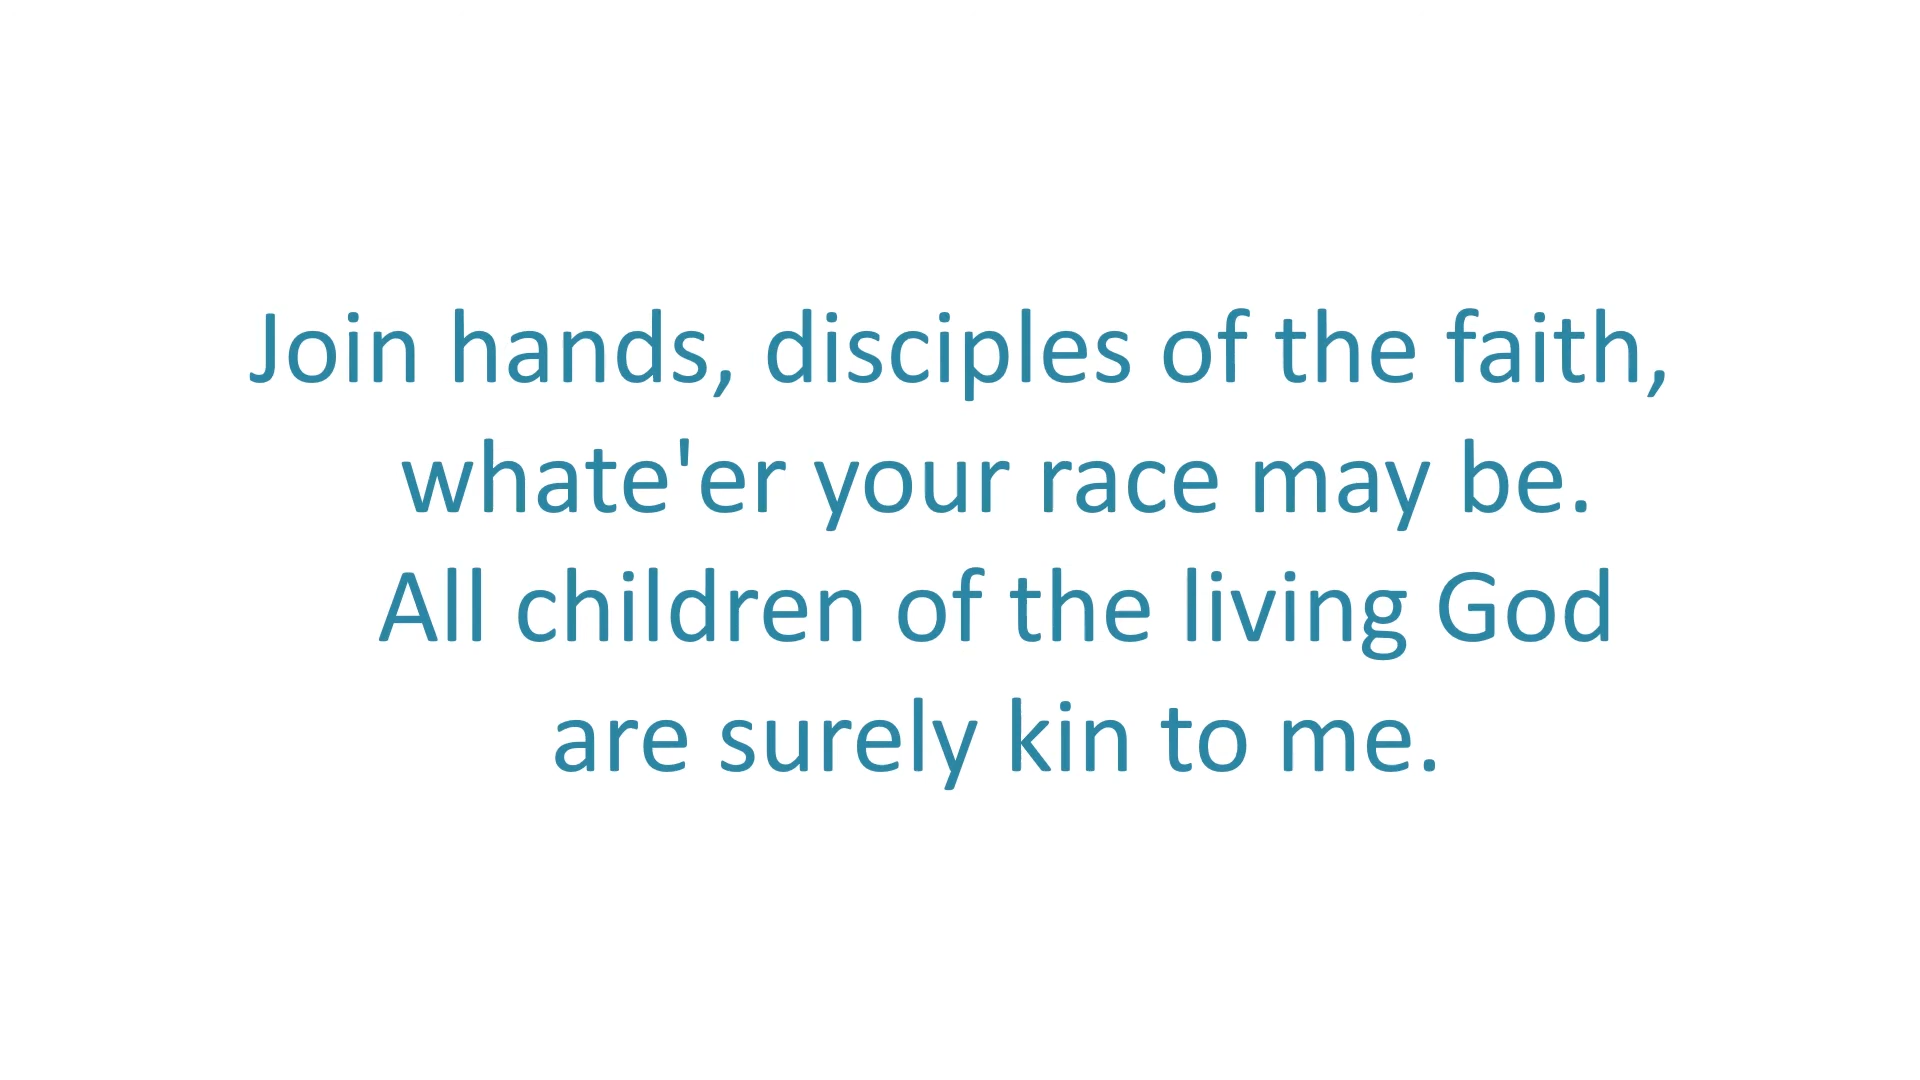 Join hands, disciples of the faith,
whate'er your race may be.
All children of the living God
are surely kin to me.